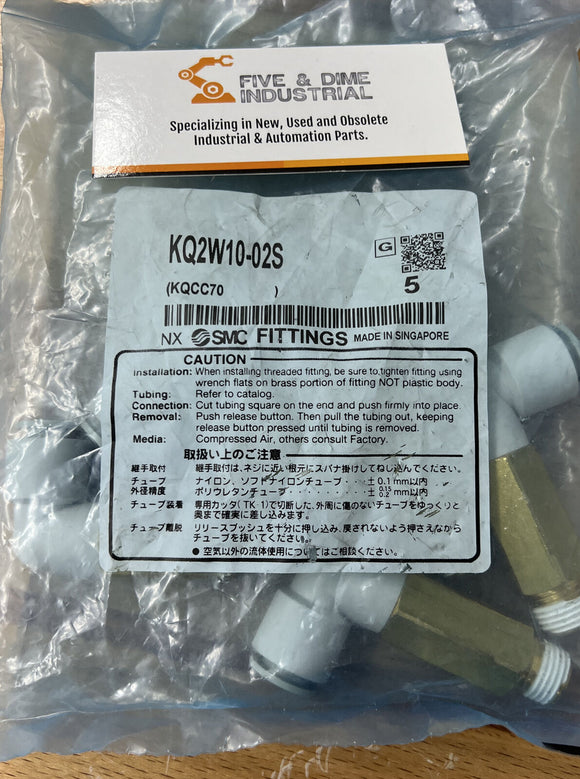 FIVE & DIME
INDUSTRIAL
Specializing in New, Used and Obsolete
Industrial & Automation Parts.
KQ2W10-02S
G
(KQCC70 )
5
NX SMC FITTINGS MADE IN SINGAPORE
CAUTION
Installation: When installing threaded fitting, be sure to tighten fitting using
wrench flats on brass portion of fitting NOT plastic body.
Tubing: Refer to catalog.
Connection: Cut tubing square on the end and push firmly into place.
Removal: Push release button. Then pull the tubing out, keeping
release button pressed until tubing is removed.
Media: Compressed Air, others consult Factory.
取扱い上のご注意
継手取付 継手取付は、ネジに近い根元にスパナ掛けしてねじ込んでください。
チューブ ナイロン、ソフトナイロンチューブ・・・±0.1mm以内
外径精度 ポリウレタンチューブ・・・・・・・・± 0.15 0.2 mm以内
チューブ装着 専用カッタ(TK-1)で切断した、外周に傷のないチューブをゆっくりと
奥まで確実に差し込みます。
チューブ離脱 リリースブッシュを十分に押し込み、戻されないよう押さえながら
チューブを抜いてください。
●空気以外の流体使用についてはご相談ください。